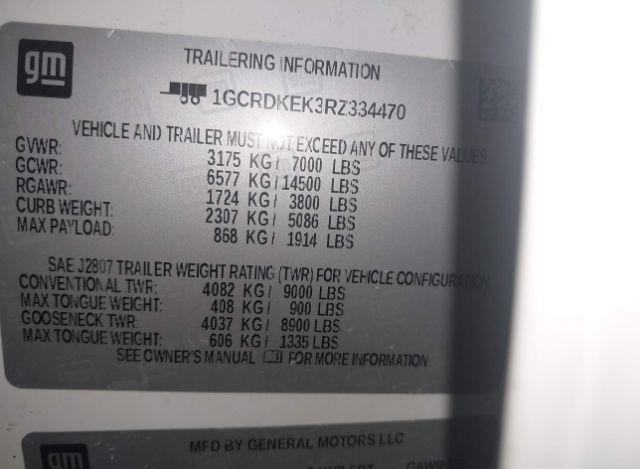 gm
TRAILERING INFORMATION
1GCRDKEK3RZ334470
VEHICLE AND TRAILER MUST NOT EXCEED ANY OF THESE VALUES.
GVWR: 3175 KG / 7000 LBS
GCWR: 6577 KG / 14500 LBS
RGAWR: 1724 KG / 3800 LBS
CURB WEIGHT: 2307 KG / 5086 LBS
MAX PAYLOAD: 868 KG / 1914 LBS
SAE J2807 TRAILER WEIGHT RATING (TWR) FOR VEHICLE CONFIGURATION
CONVENTIONAL TWR: 4082 KG / 9000 LBS
MAX TONGUE WEIGHT: 408 KG / 900 LBS
GOOSENECK TWR: 4037 KG / 8900 LBS
MAX TONGUE WEIGHT: 606 KG / 1335 LBS
SEE OWNER'S MANUAL FOR MORE INFORMATION
gm
MFD BY GENERAL MOTORS LLC